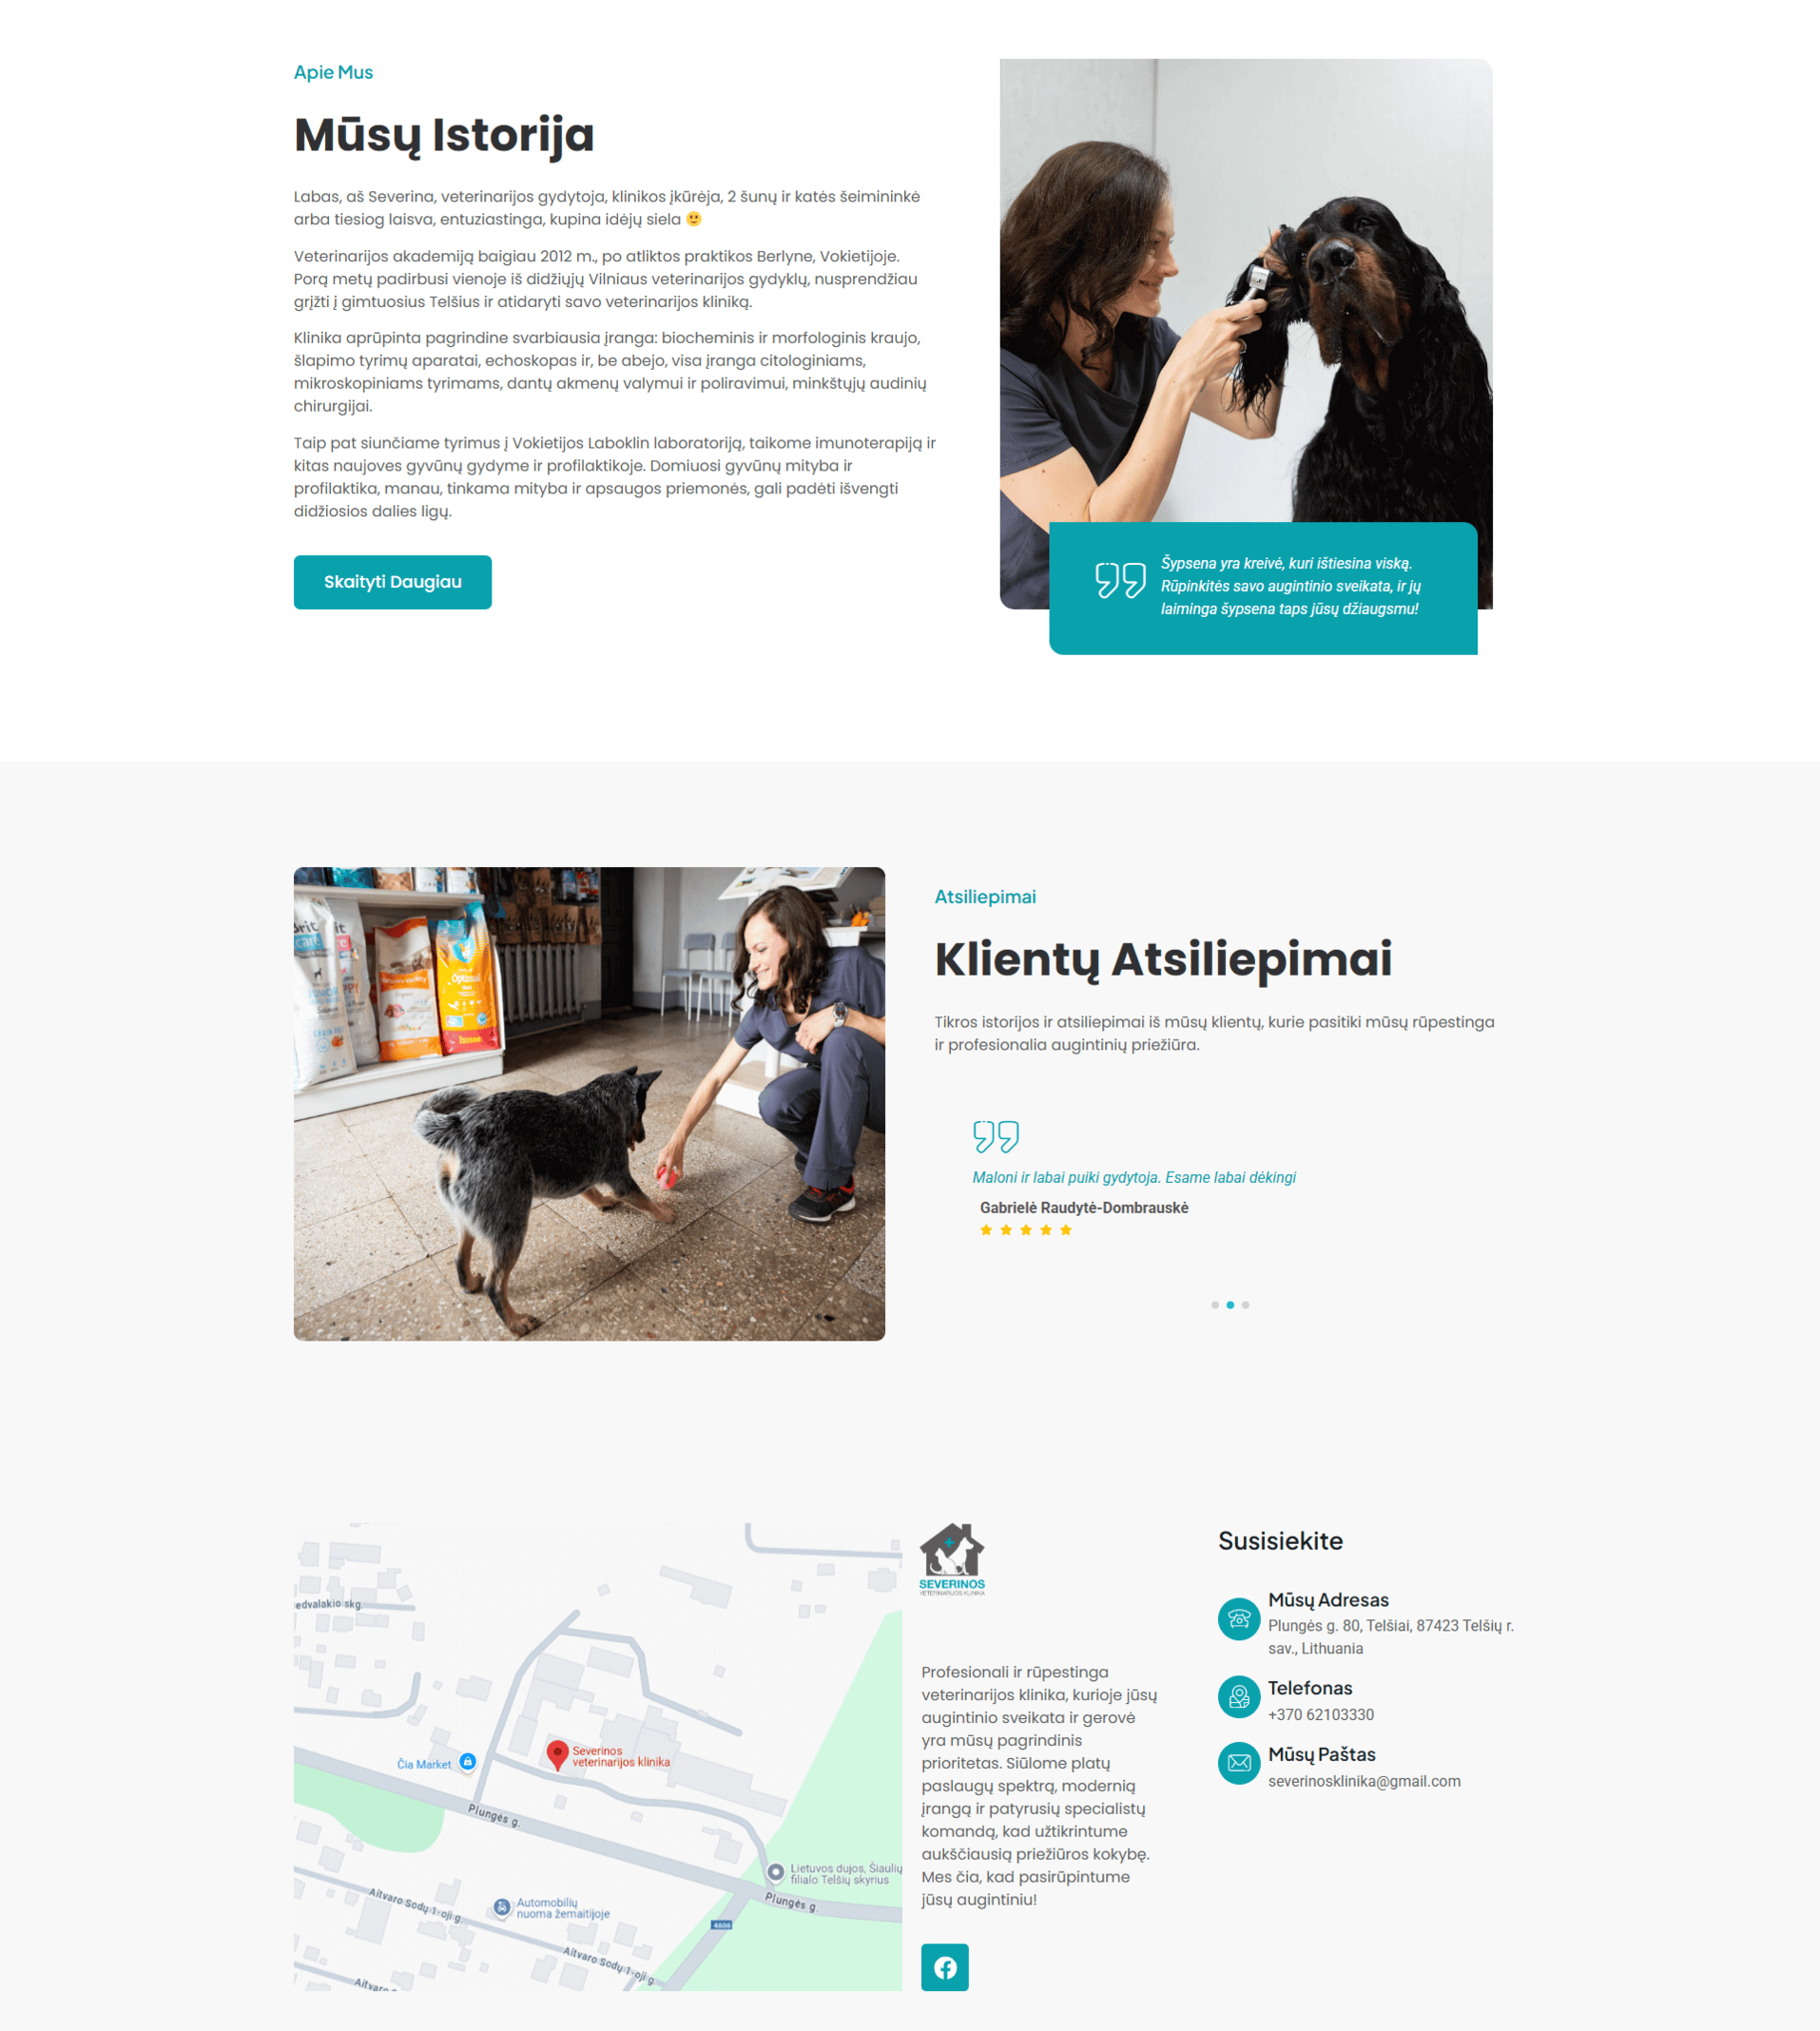 Apie Mus
Mūsų Istorija
Labas, aš Severina, veterinarijos gydytoja, klinikos įkūrėja, 2 šunų ir katės šeimininkė
arba tiesiog laisva, entuziastinga, kupina idėjų siela 🙂
Veterinarijos akademiją baigiau 2012 m., po atliktos praktikos Berlyne, Vokietijoje.
Porą metų padirbusi vienoje iš didžiųjų Vilniaus veterinarijos gydyklų, nusprendžiau
grįžti į gimtuosius Telšius ir atidaryti savo veterinarijos kliniką.
Klinika aprūpinta pagrindine svarbiausia įranga: biocheminis ir morfologinis kraujo,
šlapimo tyrimų aparatai, echoskopas ir, be abejo, visa įranga citologiniams,
mikroskopiniams tyrimams, dantų akmenų valymui ir poliravimui, minkštųjų audinių
chirurgijai.
Taip pat siunčiame tyrimus į Vokietijos Laboklin laboratoriją, taikome imunoterapiją ir
kitas naujoves gyvūnų gydyme ir profilaktikoje. Domiuosi gyvūnų mityba ir
profilaktika, manau, tinkama mityba ir apsaugos priemonės, gali padėti išvengti
didžiosios dalies ligų.
Skaityti Daugiau
Šypsena yra kreivė, kuri ištiesina viską.
Rūpinkitės savo augintinio sveikata, ir jų
laiminga šypsena taps jūsų džiaugsmu!
Brit
care
JUNIOR
Optimal
bosse
Atsiliepimai
Klientų Atsiliepimai
Tikros istorijos ir atsiliepimai iš mūsų klientų, kurie pasitiki mūsų rūpestinga
ir profesionalia augintinių priežiūra.
Maloni ir labai puiki gydytoja. Esame labai dėkingi
Gabrielė Raudytė-Dombrauskė
edvalakio skg.
Čia Market
Severinos
veterinarijos klinika
Plungės g.
Lietuvos dujos, Šiaulių
filialo Telšių skyrius
Plungės g.
4606
Automobilių
nuoma žemaitijoje
Aitvaro Sodų 1-oji g.
Aitvaro Sodų 1-oji g.
Aitvaro
SEVERINOS
VETERINARIJOS KLINIKA
Profesionali ir rūpestinga
veterinarijos klinika, kurioje jūsų
augintinio sveikata ir gerovė
yra mūsų pagrindinis
prioritetas. Siūlome platų
paslaugų spektrą, modernią
įrangą ir patyrusių specialistų
komandą, kad užtikrintume
aukščiausią priežiūros kokybę.
Mes čia, kad pasirūpintume
jūsų augintiniu!
Susisiekite
Mūsų Adresas
Plungės g. 80, Telšiai, 87423 Telšių r.
sav., Lithuania
Telefonas
+370 62103330
Mūsų Paštas
severinosklinika@gmail.com